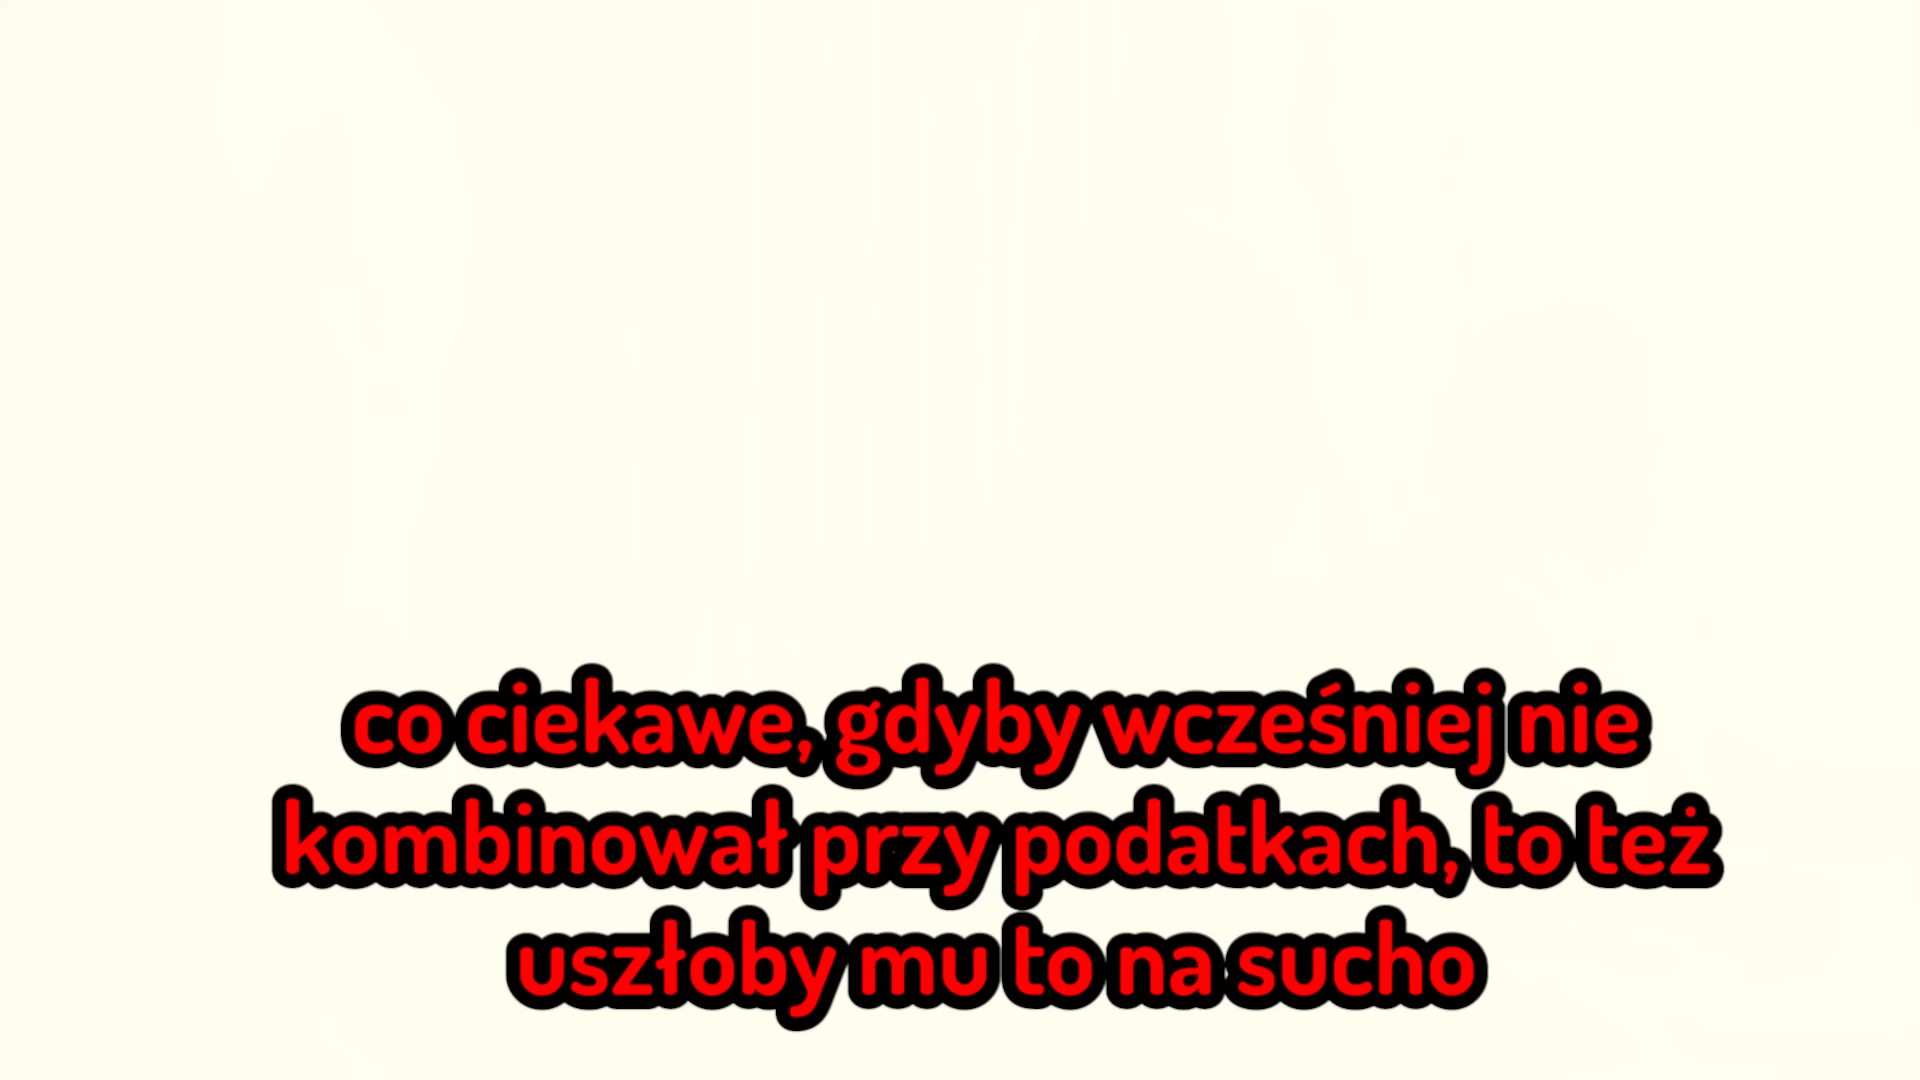 co ciekawe, gdyby wcześniej nie
kombinował przy podatkach, to też
uszłoby mu to na sucho